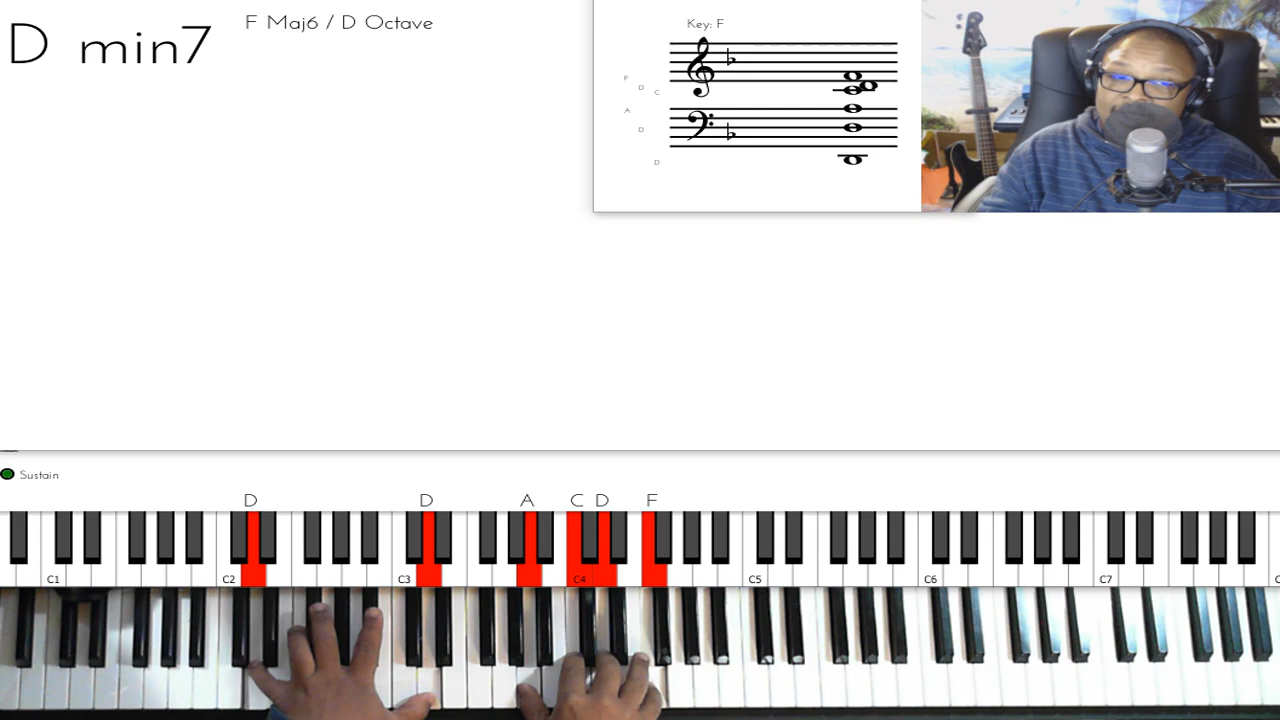 D min7
F Maj6 / D Octave
Key: F
F
D
C
A
D
D
Sustain
D D A C D F
C1 C2 C3 C4 C5 C6 C7 C